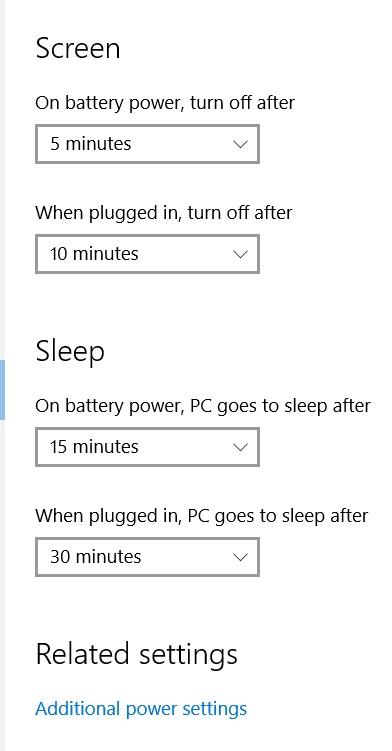 Screen
On battery power, turn off after
5 minutes
When plugged in, turn off after
10 minutes
Sleep
On battery power, PC goes to sleep after
15 minutes
When plugged in, PC goes to sleep after
30 minutes
Related settings
Additional power settings